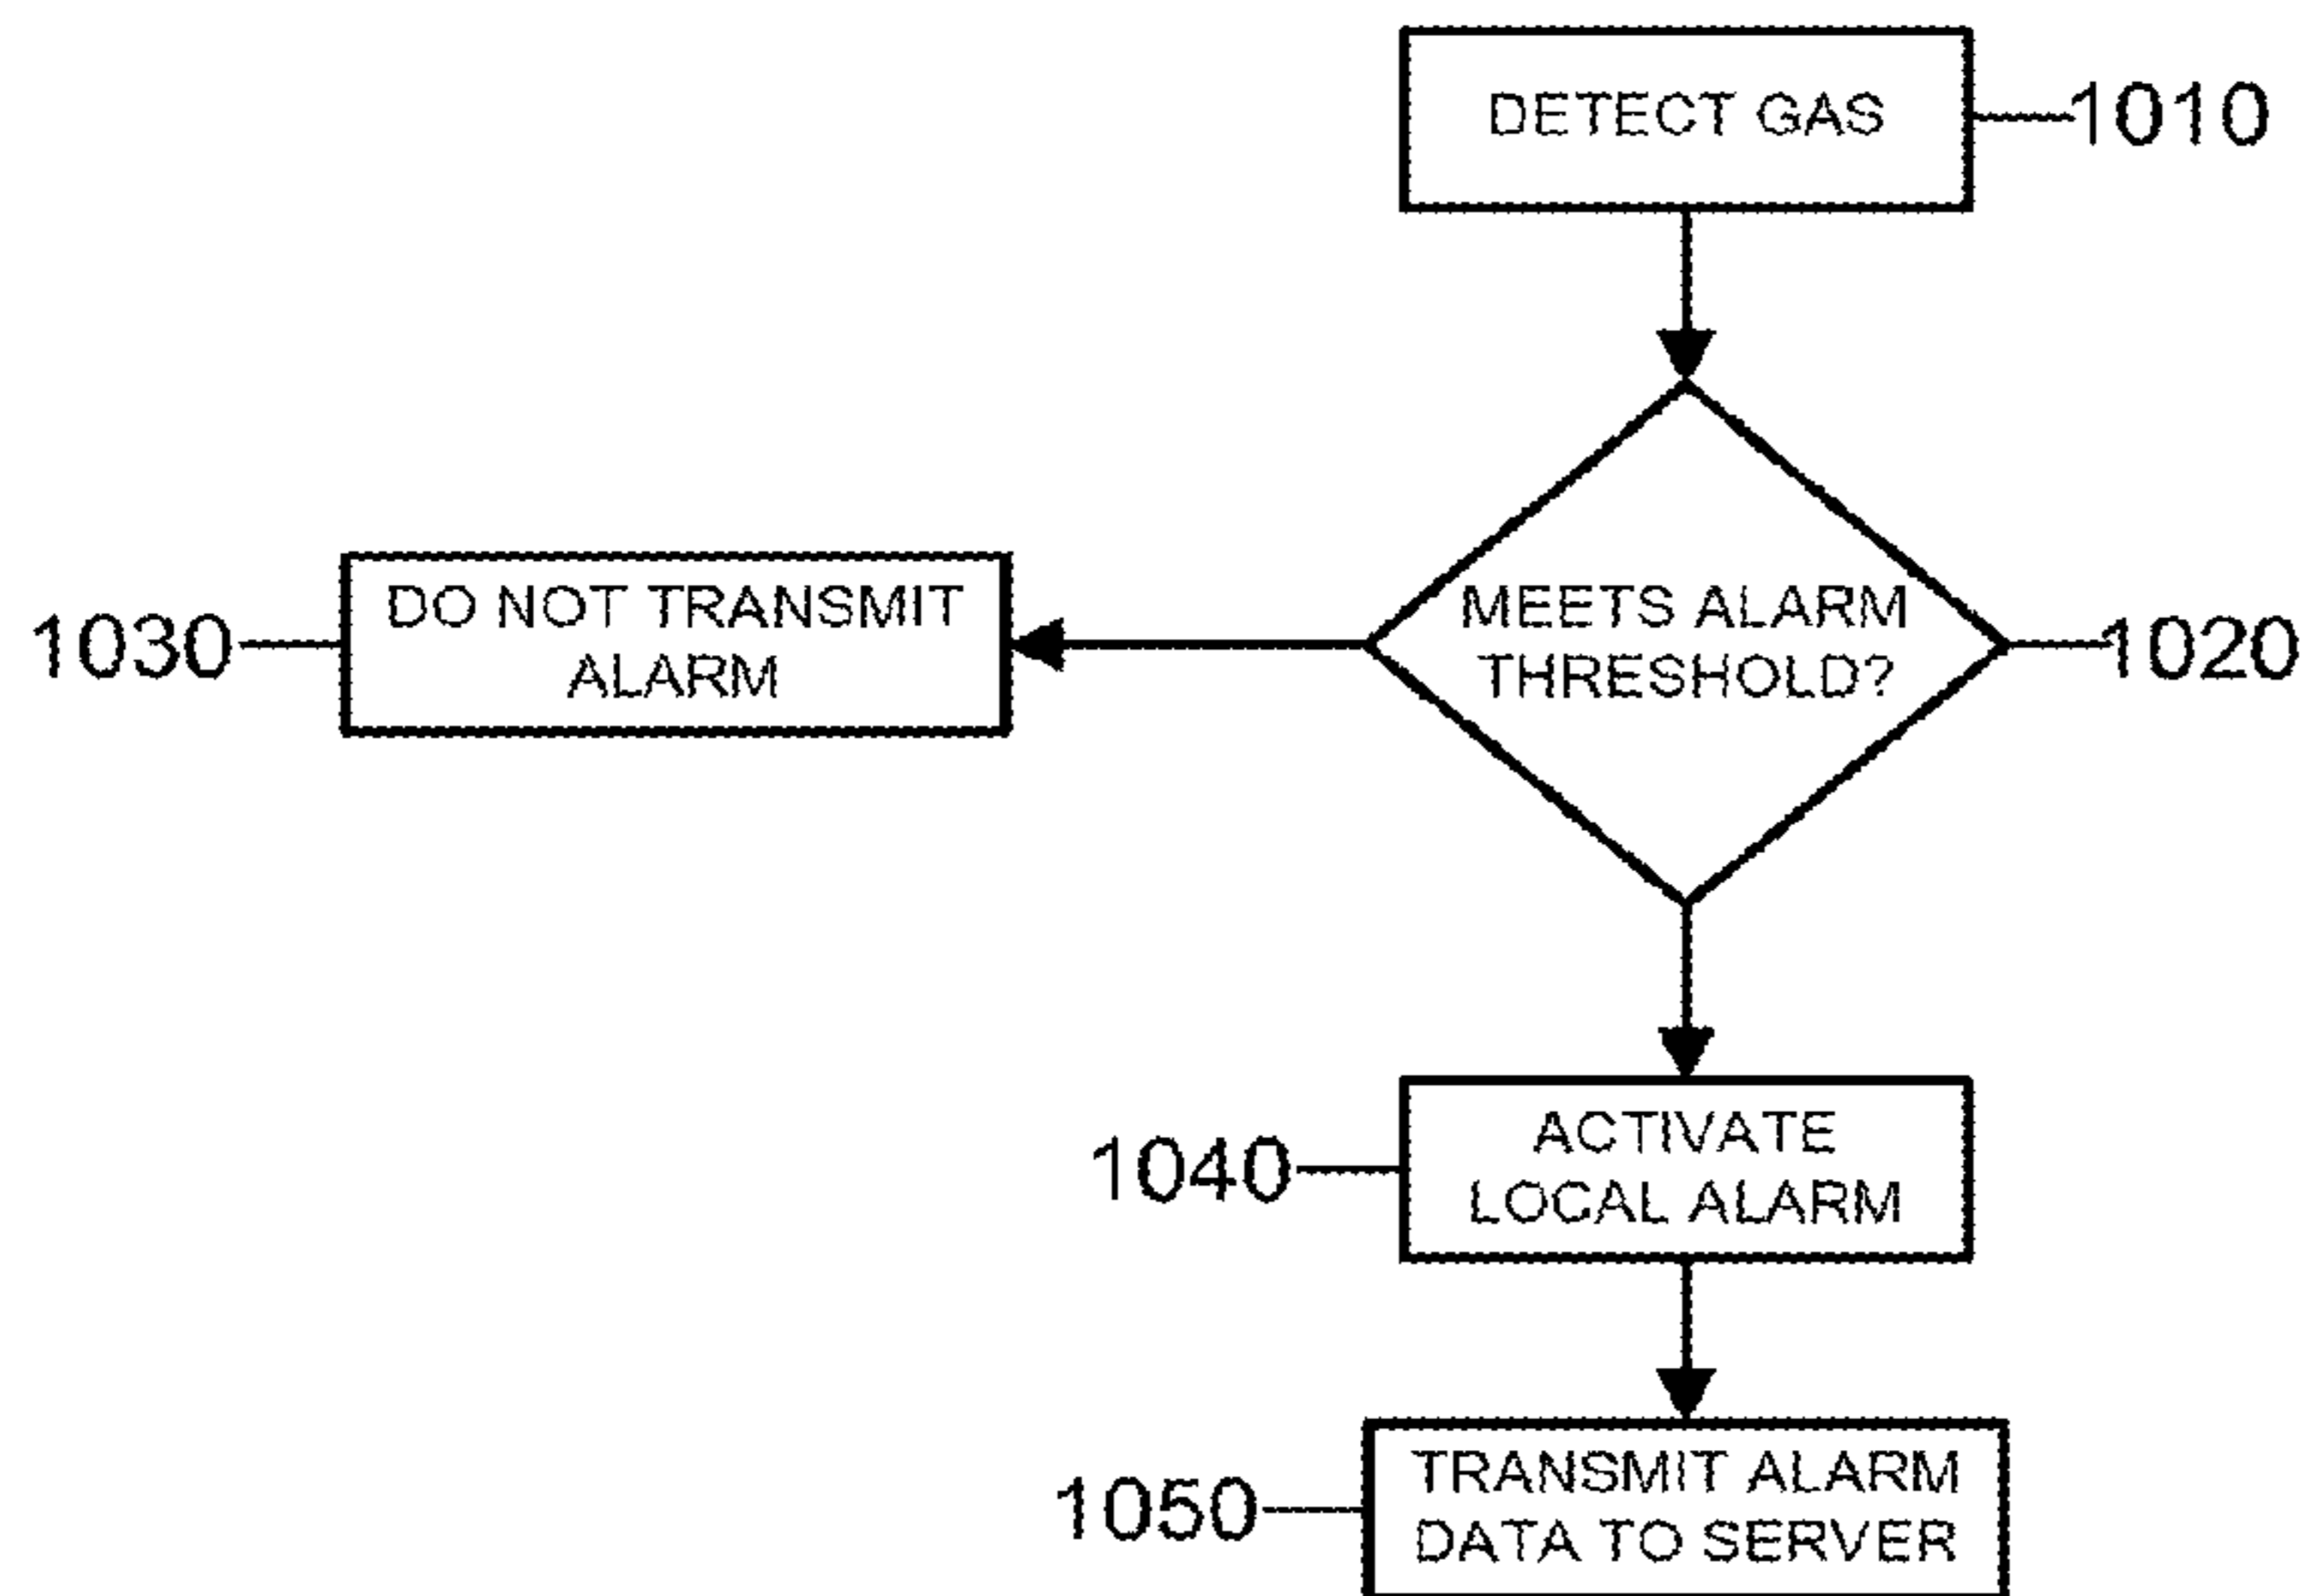 DETECT GAS
1010
DO NOT TRANSMIT
ALARM
1030
MEETS ALARM
THRESHOLD?
1020
ACTIVATE
LOCAL ALARM
1040
TRANSMIT ALARM
DATA TO SERVER
1050